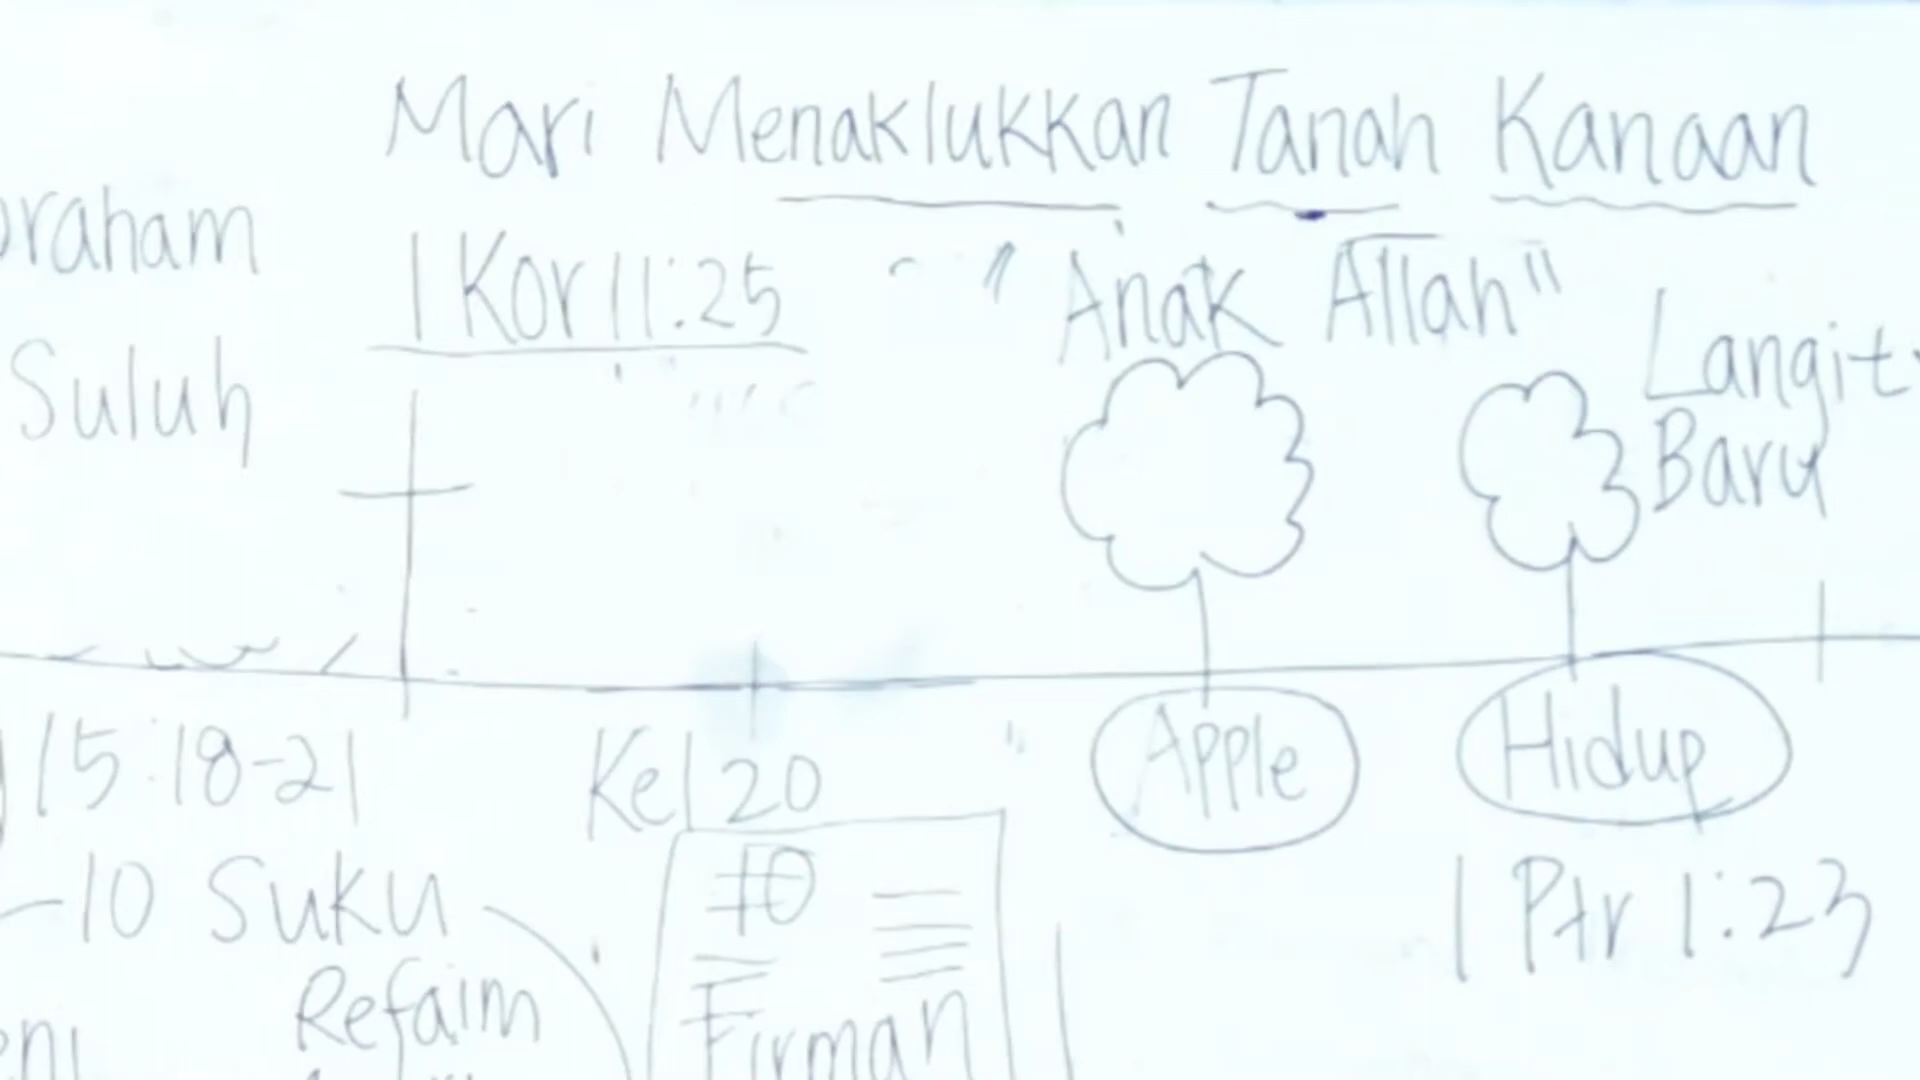 Mari Menaklukkan Tanah Kanaan
1 Kor 11:25
"Anak Allah"
Suluh
Langit
Baru
15:18-21
Kel 20
Apple
Hidup
10 Suku
10
1 Ptr 1:23
Refaim
Firman